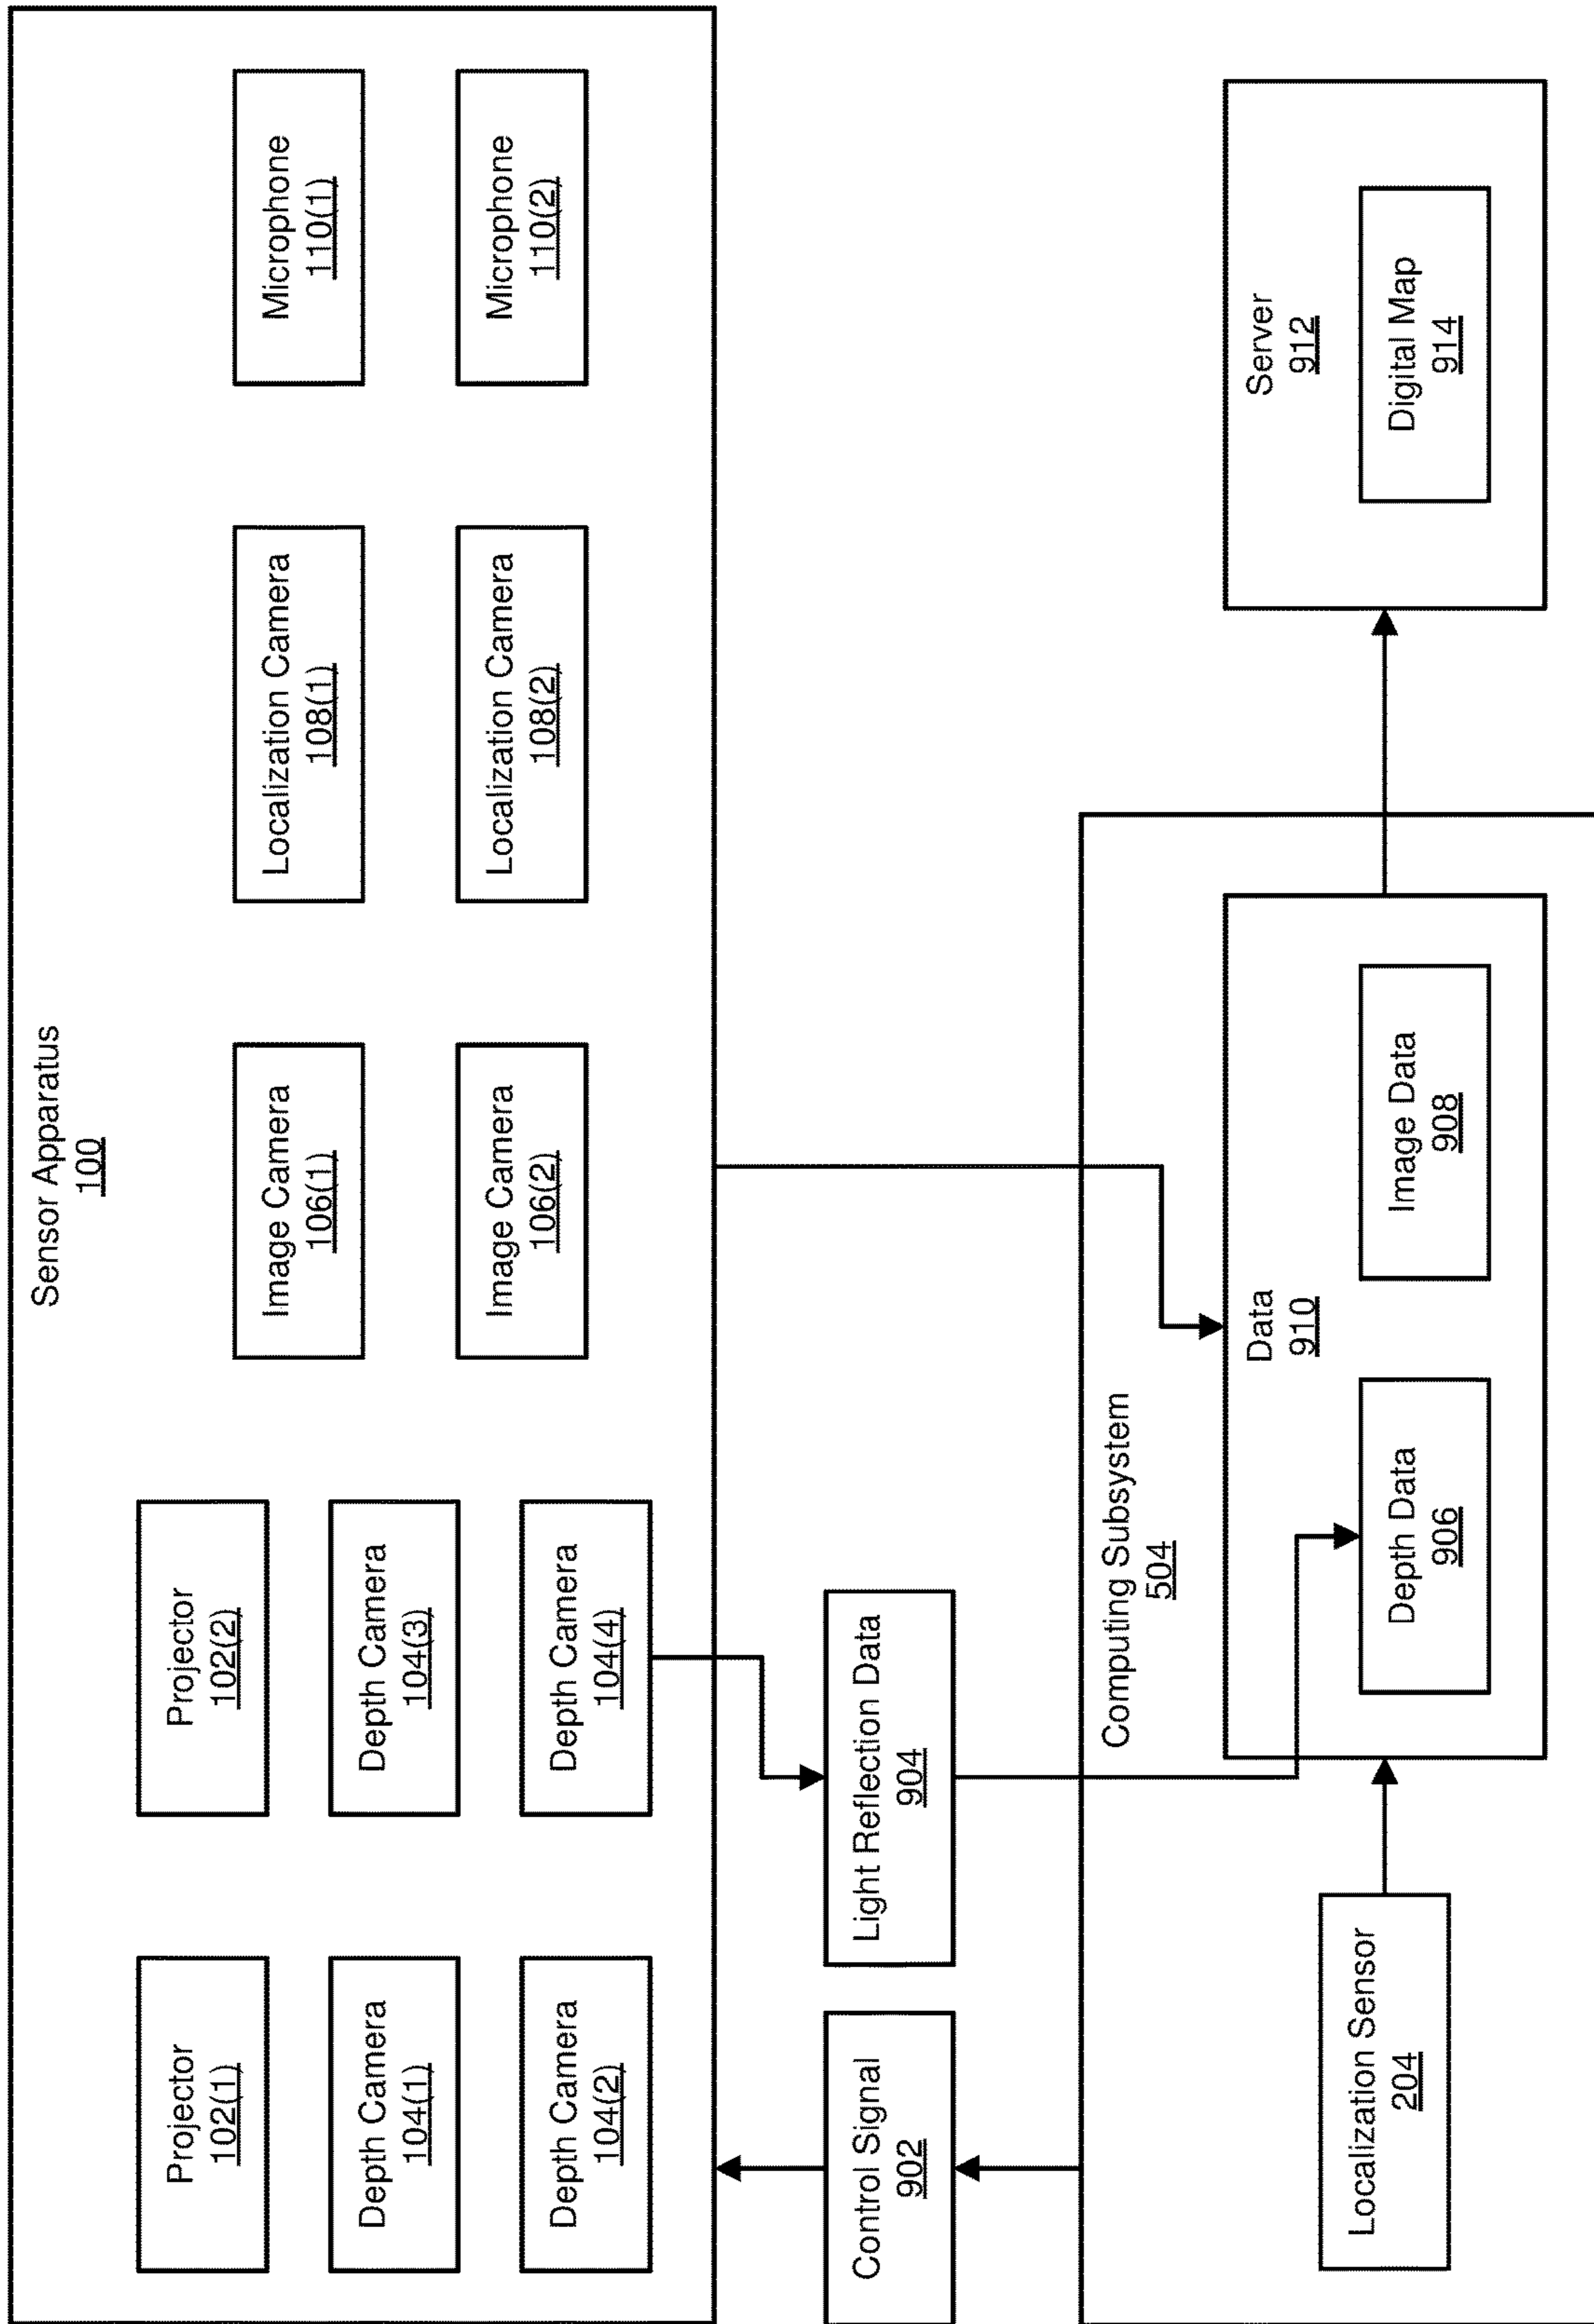 Sensor Apparatus
100
Projector
102(1)
Projector
102(2)
Depth Camera
104(1)
Depth Camera
104(3)
Depth Camera
104(2)
Depth Camera
104(4)
Image Camera
106(1)
Image Camera
106(2)
Localization Camera
108(1)
Localization Camera
108(2)
Microphone
110(1)
Microphone
110(2)
Control Signal
902
Light Reflection Data
904
Computing Subsystem
504
Localization Sensor
204
Data
910
Depth Data
906
Image Data
908
Server
912
Digital Map
914